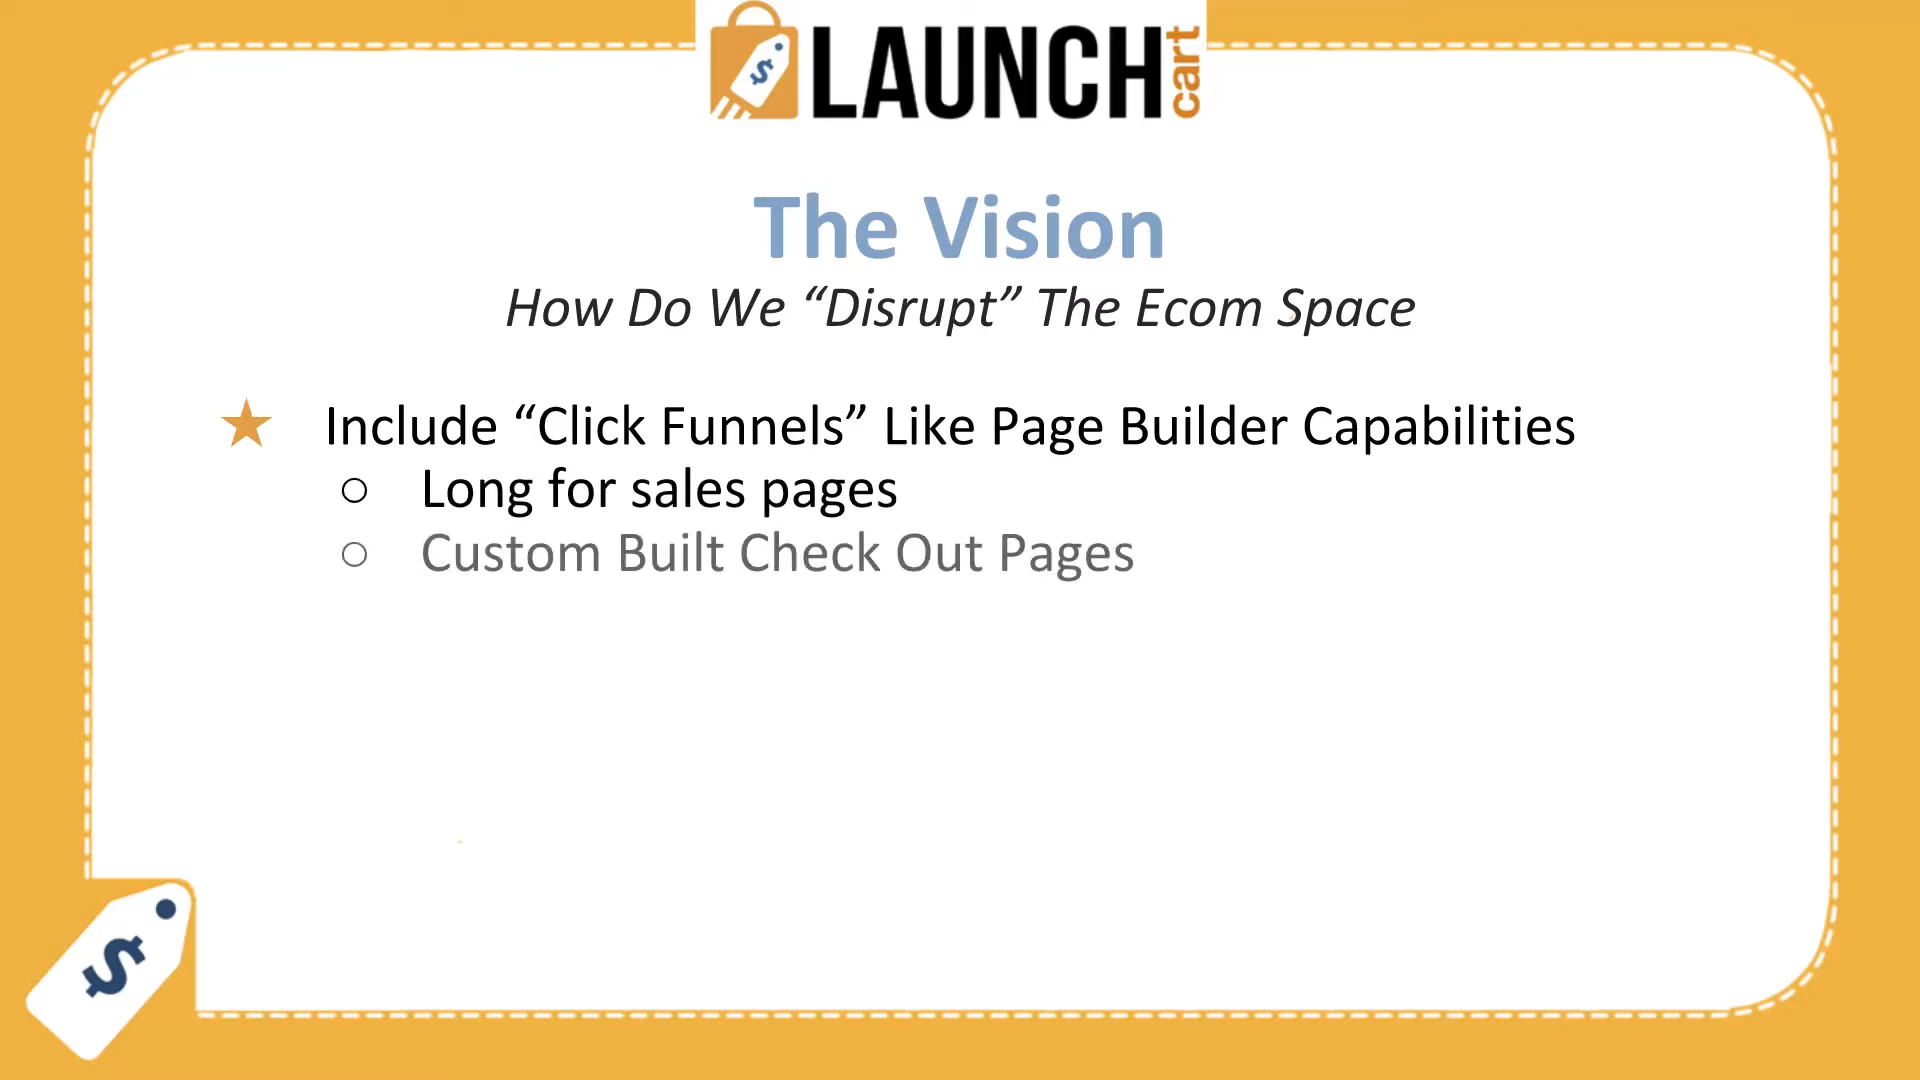 LAUNCH cart
The Vision
How Do We “Disrupt” The Ecom Space
★ Include “Click Funnels” Like Page Builder Capabilities
○ Long for sales pages
○ Custom Built Check Out Pages
$
$